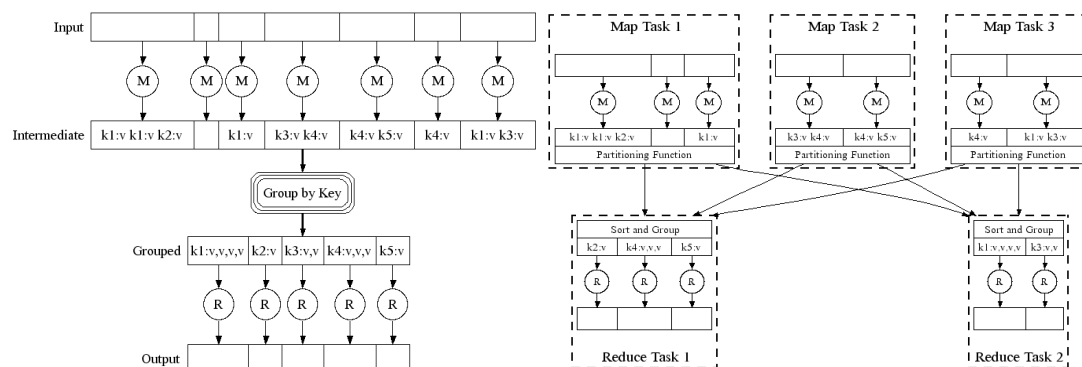 Input
M M M M M M M
Intermediate k1:v k1:v k2:v k1:v k3:v k4:v k4:v k5:v k4:v k1:v k3:v
Group by Key
Grouped k1:v,v,v,v k2:v k3:v,v k4:v,v,v k5:v
R R R R R
Output
Map Task 1 Map Task 2 Map Task 3
M M M M M M M
k1:v k1:v k2:v k1:v k3:v k4:v k4:v k5:v k4:v k1:v k3:v
Partitioning Function Partitioning Function Partitioning Function
Sort and Group Sort and Group
k2:v k4:v,v,v k5:v k1:v,v,v,v k3:v,v
R R R R R
Reduce Task 1 Reduce Task 2